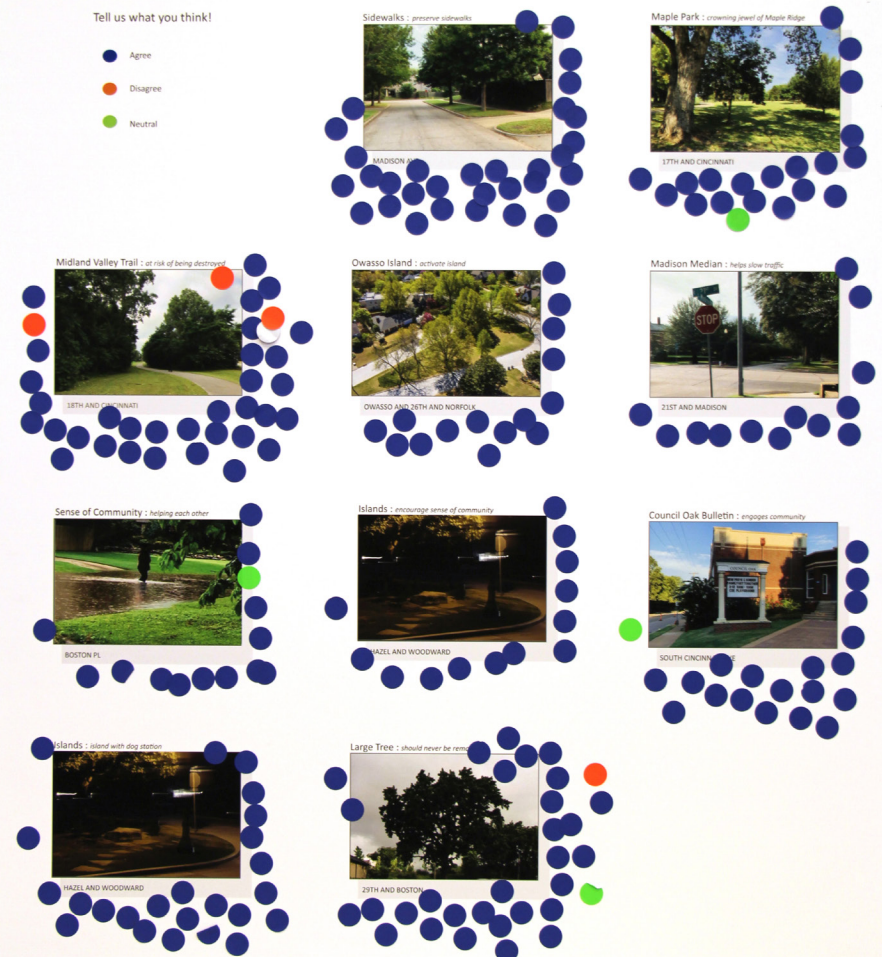 Tell us what you think!
Agree
Disagree
Neutral
Sidewalks : preserve sidewalks
MADISON
Maple Park : crowning jewel of Maple Ridge
17TH AND CINCINNATI
Midland Valley Trail : at risk of being destroyed
18TH AND CINCINNATI
Owasso Island : activate island
OWASSO AND 26TH AND NORFOLK
Madison Median : helps slow traffic
STOP
21ST AND MADISON
Sense of Community : helping each other
BOSTON PL
Islands : encourage sense of community
HAZEL AND WOODWARD
Council Oak Bulletin : engages community
SOUTH
Islands : island with dog station
HAZEL AND WOODWARD
Large Tree : should never be
29TH AND BOSTON